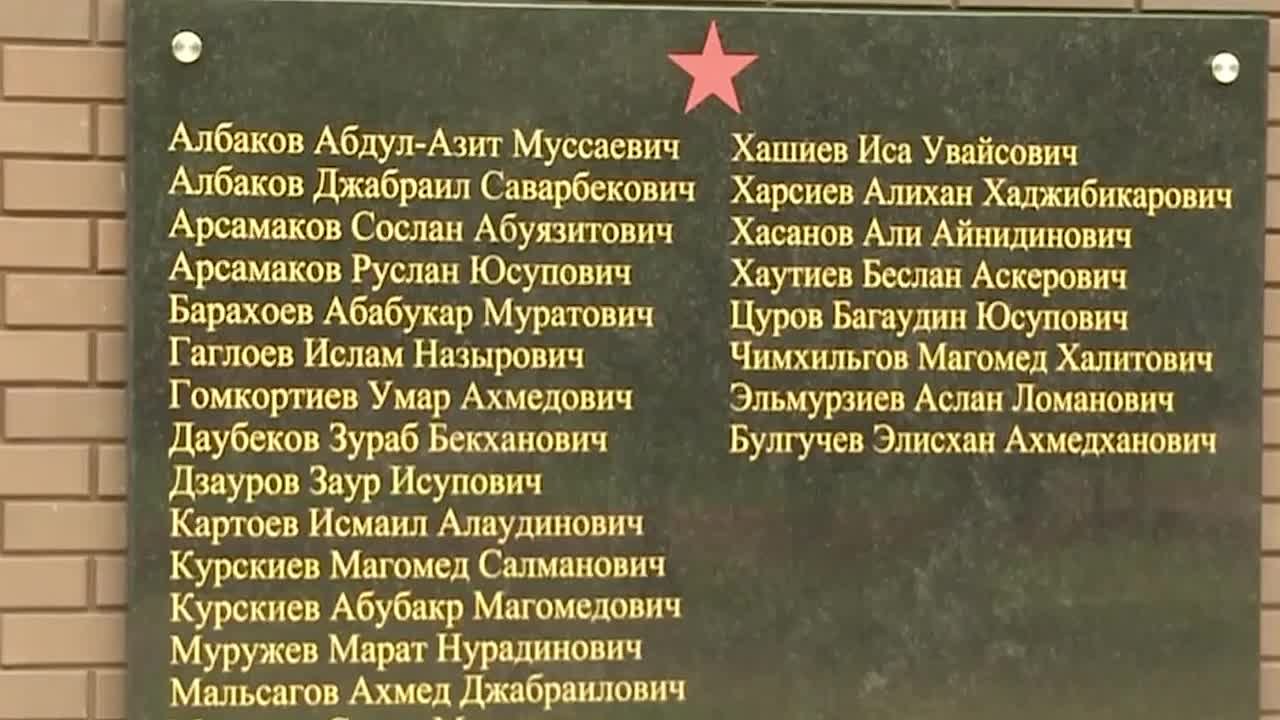 Албаков Абдул-Азит Муссаевич
Албаков Джабраил Саварбекович
Арсамаков Сослан Абуязитович
Арсамаков Руслан Юсупович
Барахоев Абабукар Муратович
Гаглоев Ислам Назырович
Гомкортиев Умар Ахмедович
Даубеков Зураб Бекханович
Дзауров Заур Исупович
Картоев Исмаил Алаудинович
Курскиев Магомед Салманович
Курскиев Абубакр Магомедович
Муружев Марат Нурадинович
Мальсагов Ахмед Джабраилович
Хашиев Иса Увайсович
Харсиев Алихан Хаджибикарович
Хасанов Али Айнидинович
Хаутиев Беслан Аскерович
Цуров Багаудин Юсупович
Чимхильгов Магомед Халитович
Эльмурзиев Аслан Ломанович
Булгучев Элисхан Ахмедханович